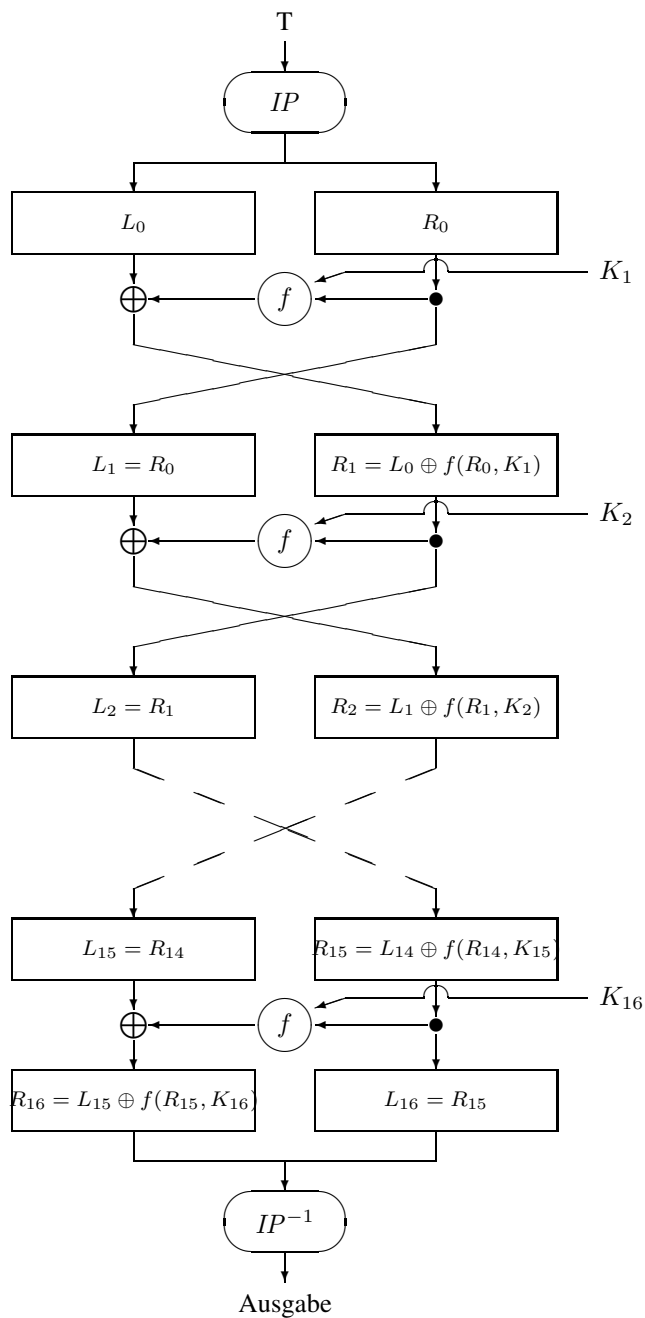 T
IP
L₀
R₀
f
K₁
L₁ = R₀
R₁ = L₀ ⊕ f(R₀, K₁)
f
K₂
L₂ = R₁
R₂ = L₁ ⊕ f(R₁, K₂)
L₁₅ = R₁₄
R₁₅ = L₁₄ ⊕ f(R₁₄, K₁₅)
f
K₁₆
R₁₆ = L₁₅ ⊕ f(R₁₅, K₁₆)
L₁₆ = R₁₅
IP⁻¹
Ausgabe